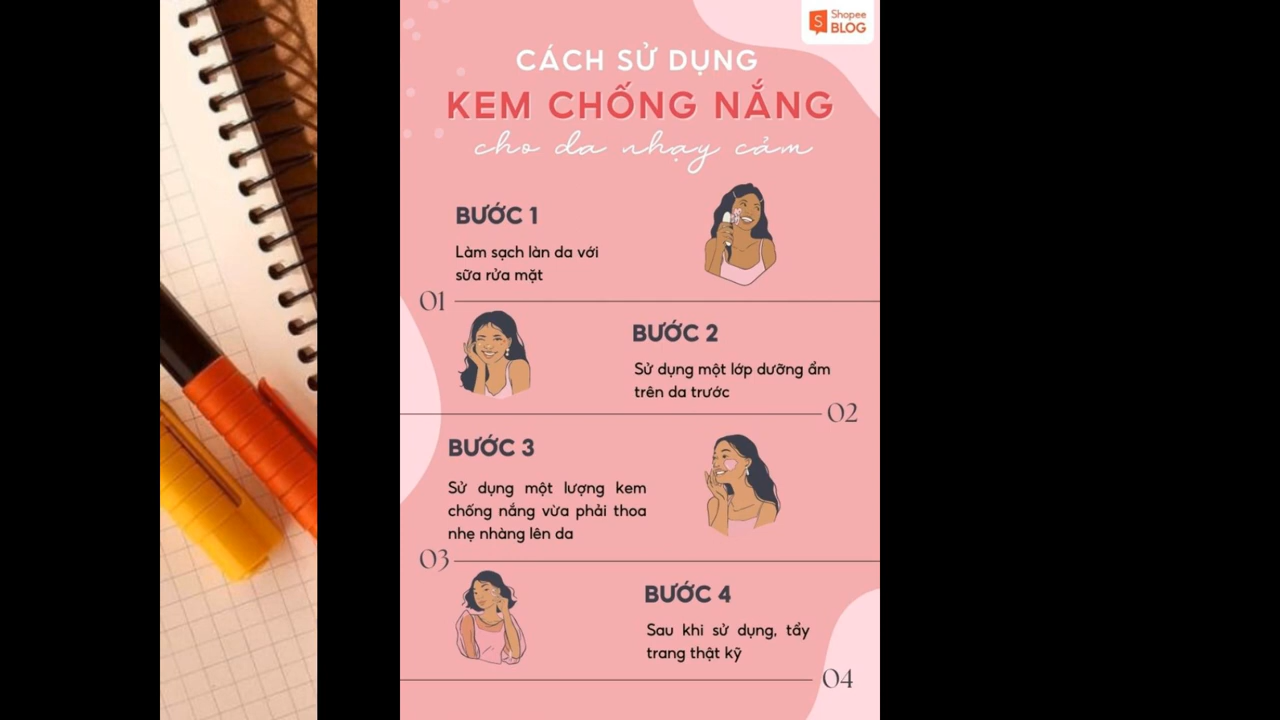 Shopee
BLOG
CÁCH SỬ DỤNG
KEM CHỐNG NẮNG
cho da nhạy cảm
BƯỚC 1
Làm sạch làn da với
sữa rửa mặt
01
BƯỚC 2
Sử dụng một lớp dưỡng ẩm
trên da trước
02
BƯỚC 3
Sử dụng một lượng kem
chống nắng vừa phải thoa
nhẹ nhàng lên da
03
BƯỚC 4
Sau khi sử dụng, tẩy
trang thật kỹ
04